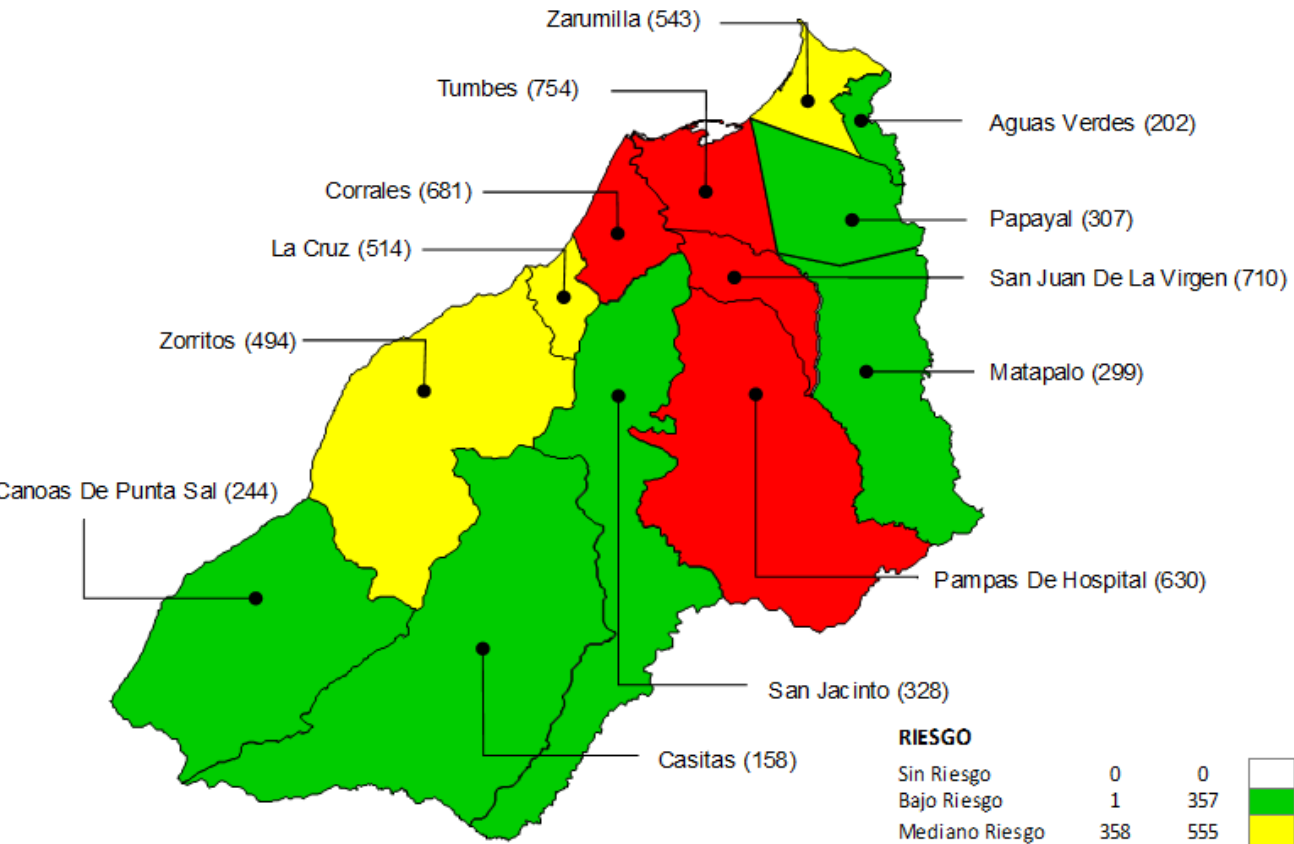 Zarumilla (543)
Tumbes (754)
Aguas Verdes (202)
Corrales (681)
Papayal (307)
La Cruz (514)
San Juan De La Virgen (710)
Zorritos (494)
Matapalo (299)
Canoas De Punta Sal (244)
Pampas De Hospital (630)
San Jacinto (328)
Casitas (158)
RIESGO
Sin Riesgo 0 0
Bajo Riesgo 1 357
Mediano Riesgo 358 555